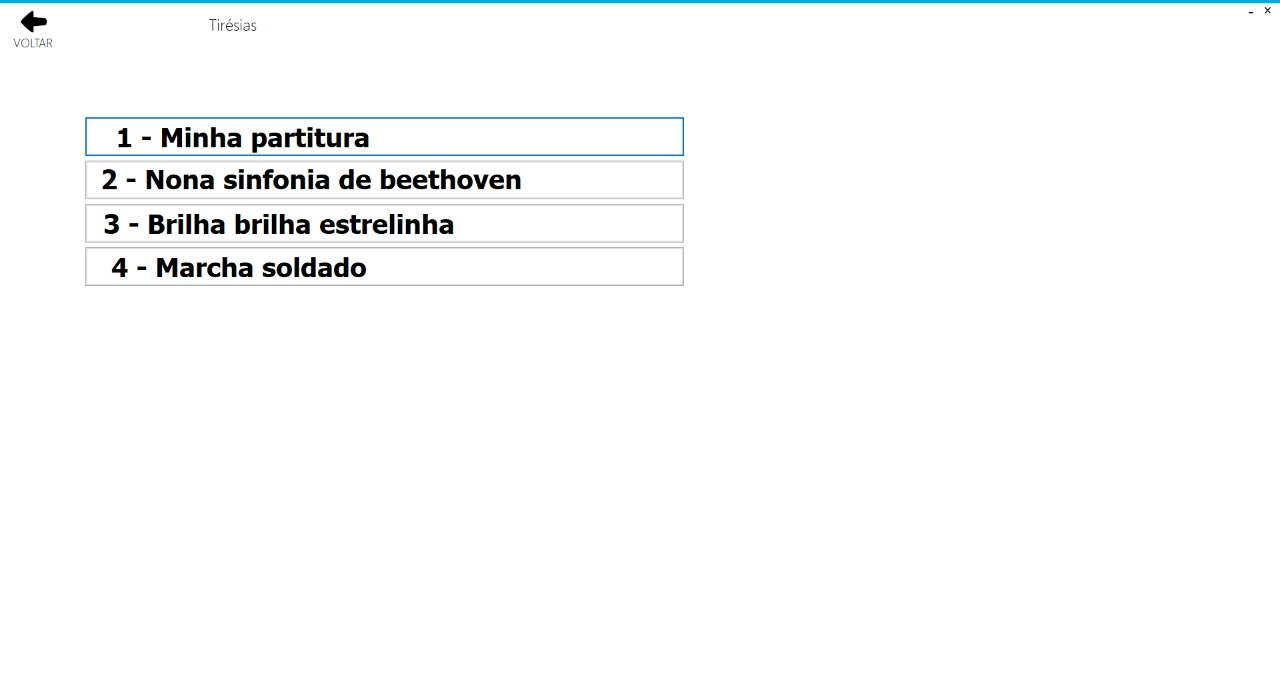 Tirésias
VOLTAR
1 - Minha partitura
2 - Nona sinfonia de beethoven
3 - Brilha brilha estrelinha
4 - Marcha soldado